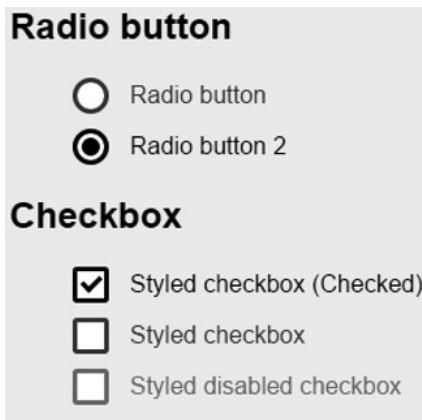 Radio button
Radio button
Radio button 2
Checkbox
Styled checkbox (Checked)
Styled checkbox
Styled disabled checkbox